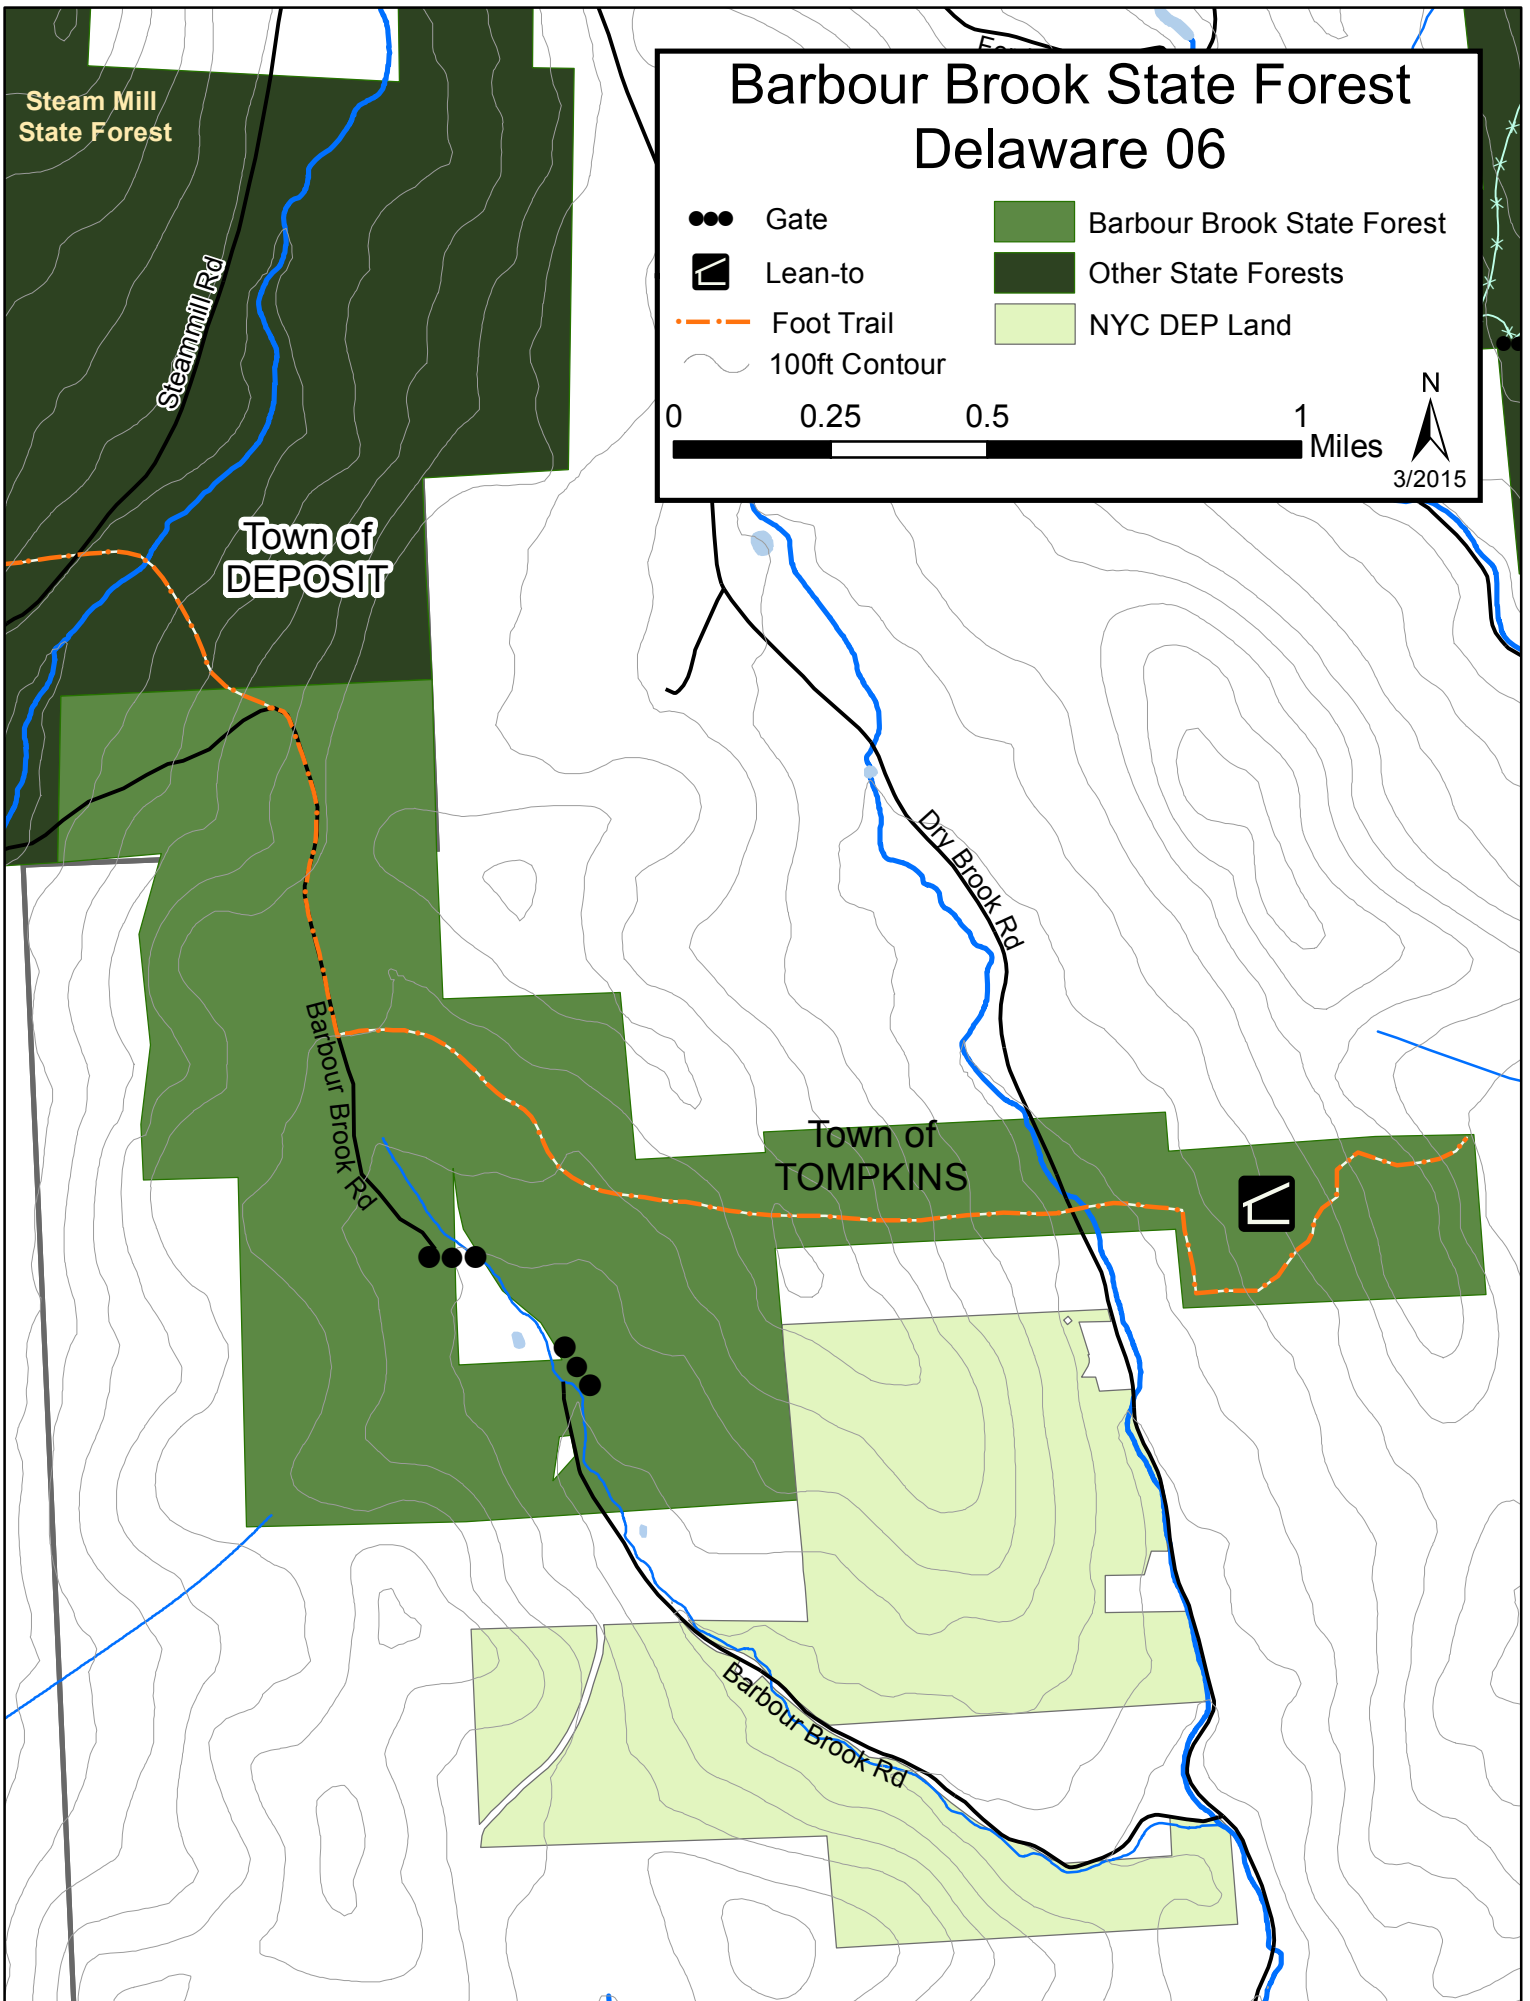 Steam Mill
State Forest
Barbour Brook State Forest
Delaware 06
Gate
Lean-to
Foot Trail
100ft Contour
Barbour Brook State Forest
Other State Forests
NYC DEP Land
0 0.25 0.5 1
Miles
N
3/2015
Steammill Rd
Town of
DEPOSIT
Dry Brook Rd
Barbour Brook Rd
Town of
TOMPKINS
Barbour Brook Rd